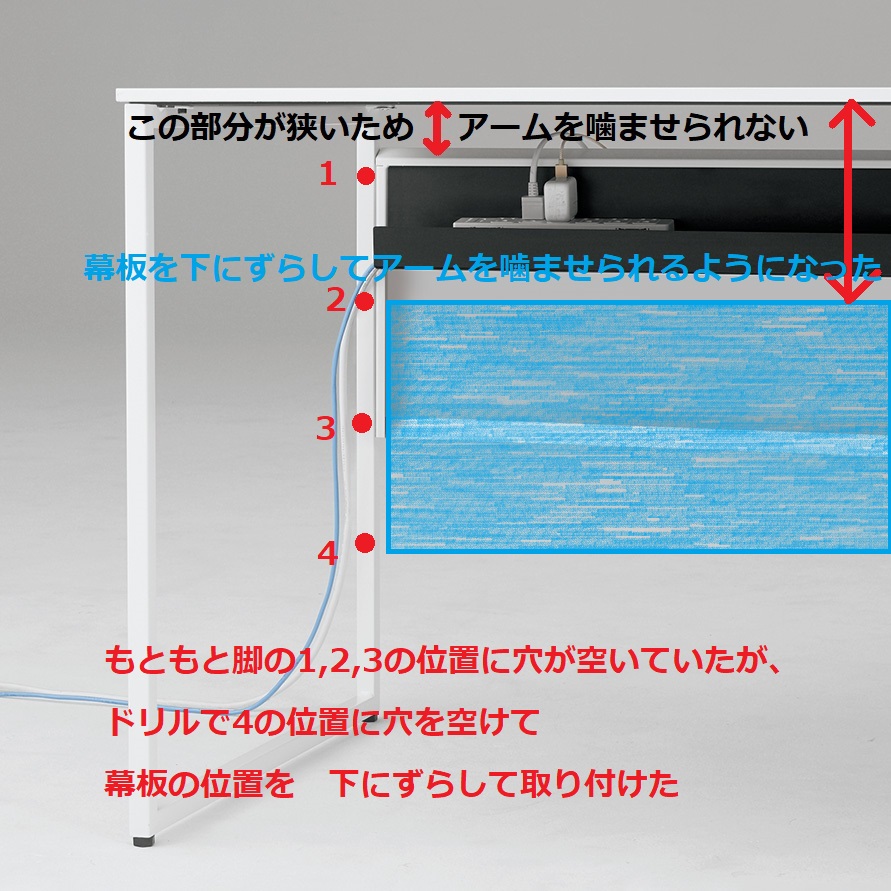 この部分が狭いため アームを噛ませられない
1
幕板を下にずらしてアームを噛ませられるようになった
2
3
4
もともと脚の1,2,3の位置に穴が空いていたが、
ドリルで4の位置に穴を空けて
幕板の位置を　下にずらして取り付けた